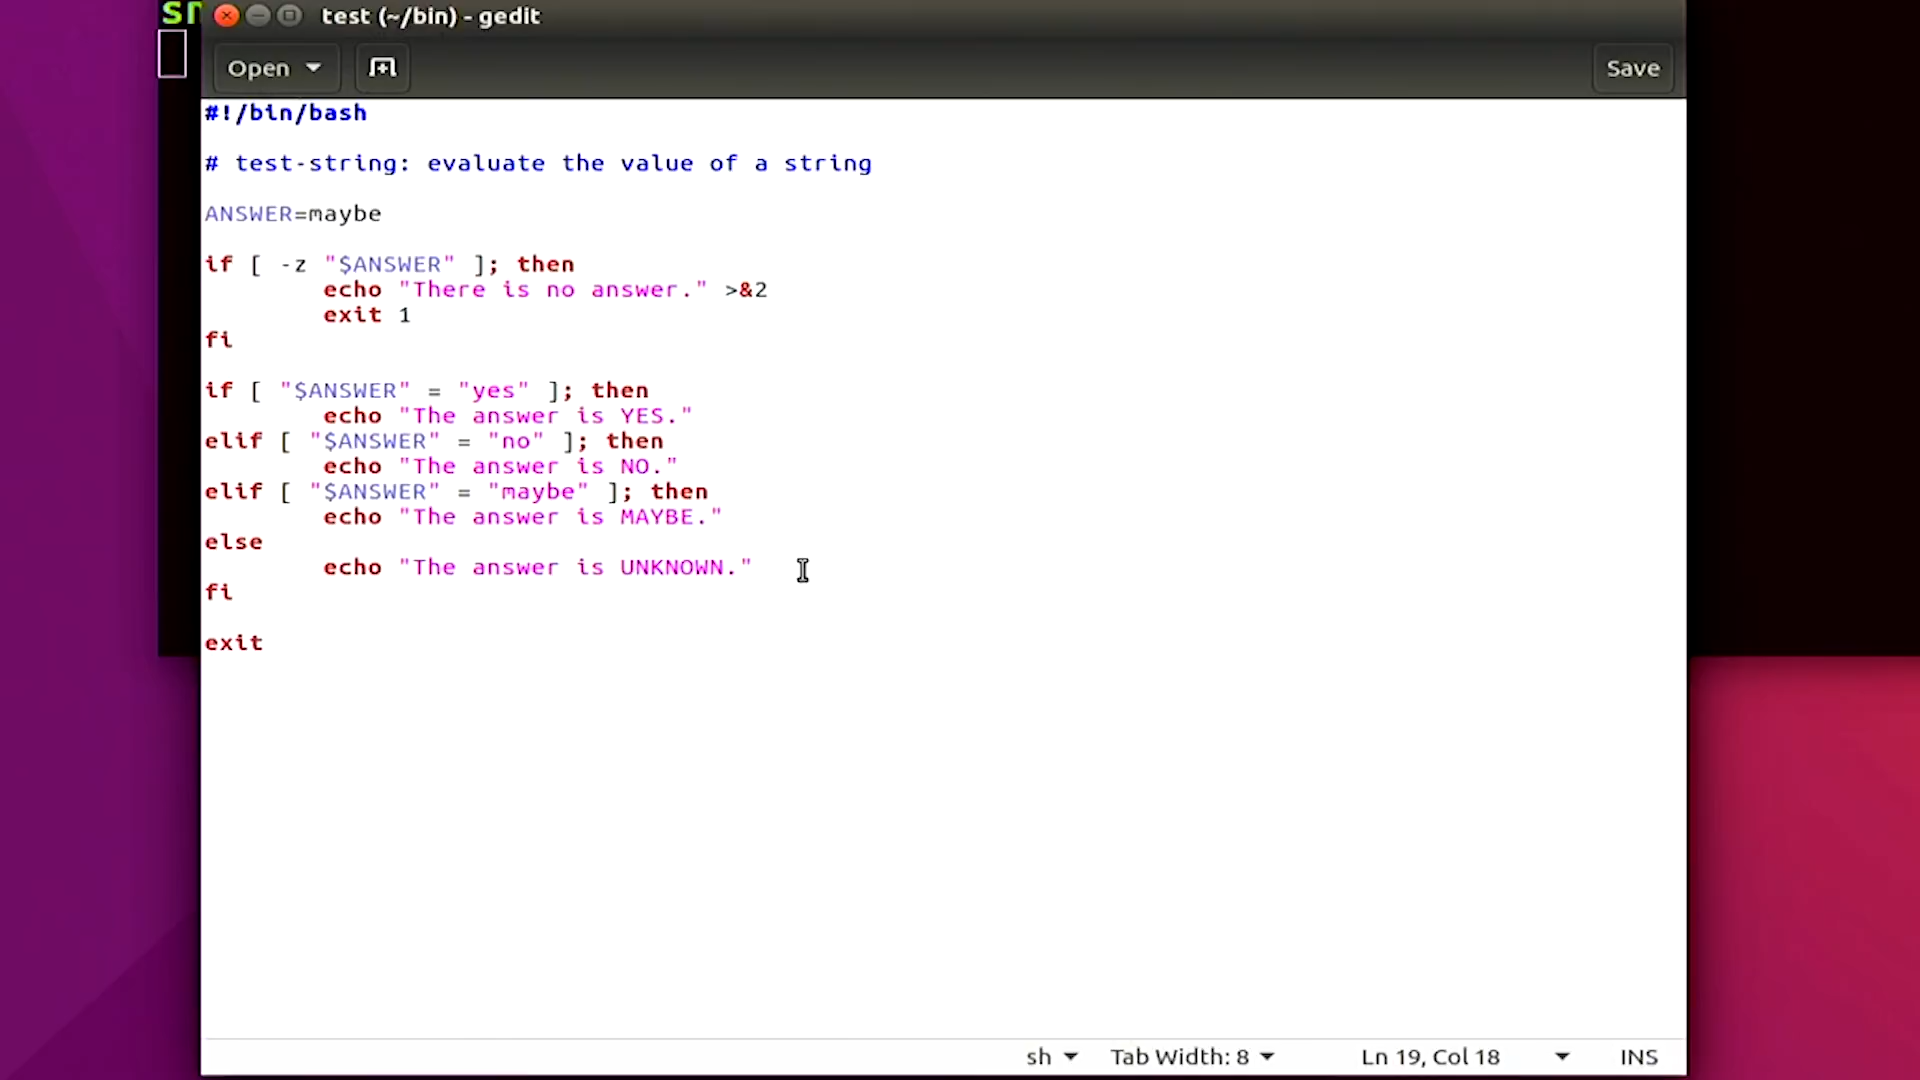 test (~/bin) - gedit
Open
Save
#!/bin/bash
# test-string: evaluate the value of a string
ANSWER=maybe
if [ -z "$ANSWER" ]; then
echo "There is no answer." >&2
exit 1
fi
if [ "$ANSWER" = "yes" ]; then
echo "The answer is YES."
elif [ "$ANSWER" = "no" ]; then
echo "The answer is NO."
elif [ "$ANSWER" = "maybe" ]; then
echo "The answer is MAYBE."
else
echo "The answer is UNKNOWN."
fi
exit
sh
Tab Width: 8
Ln 19, Col 18
INS